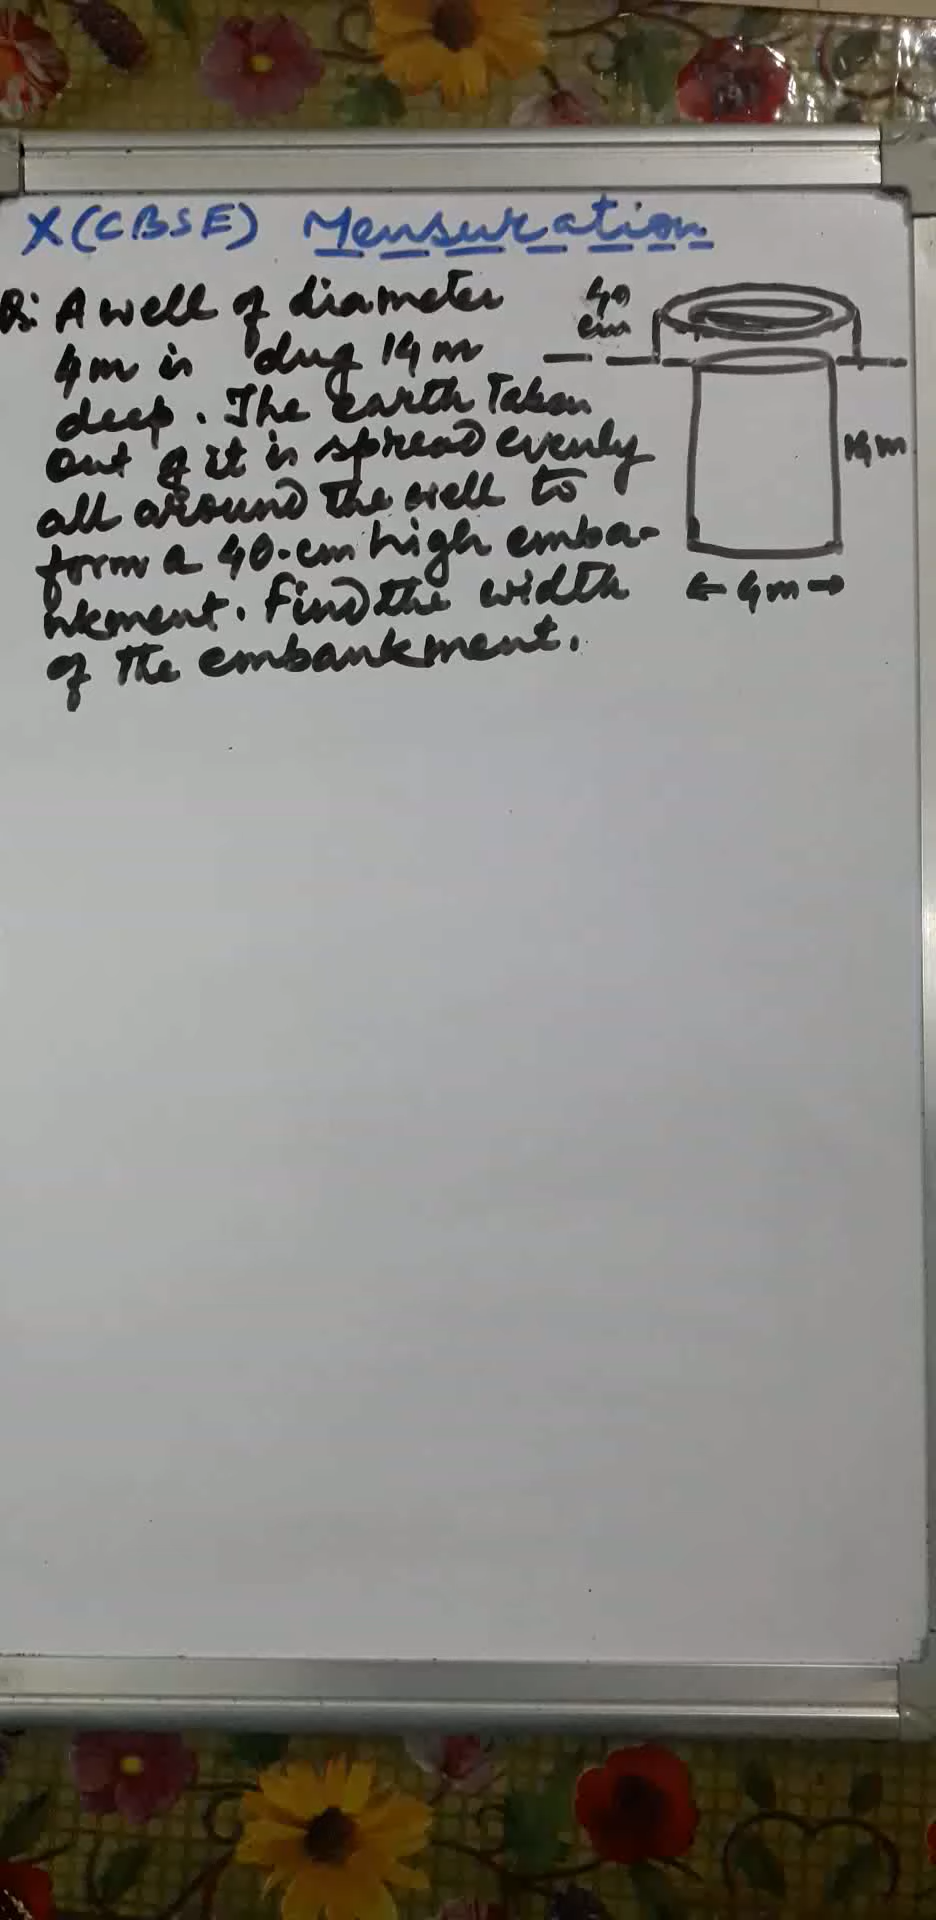 X(CBSE) Mensuration
Q: A well of diameter
4m is dug 14m
deep. The earth taken
out of it is spread evenly
all around the well to
form a 40-cm high emba-
nkment. Find the width
of the embankment.
40
cm
14m
← 4m →